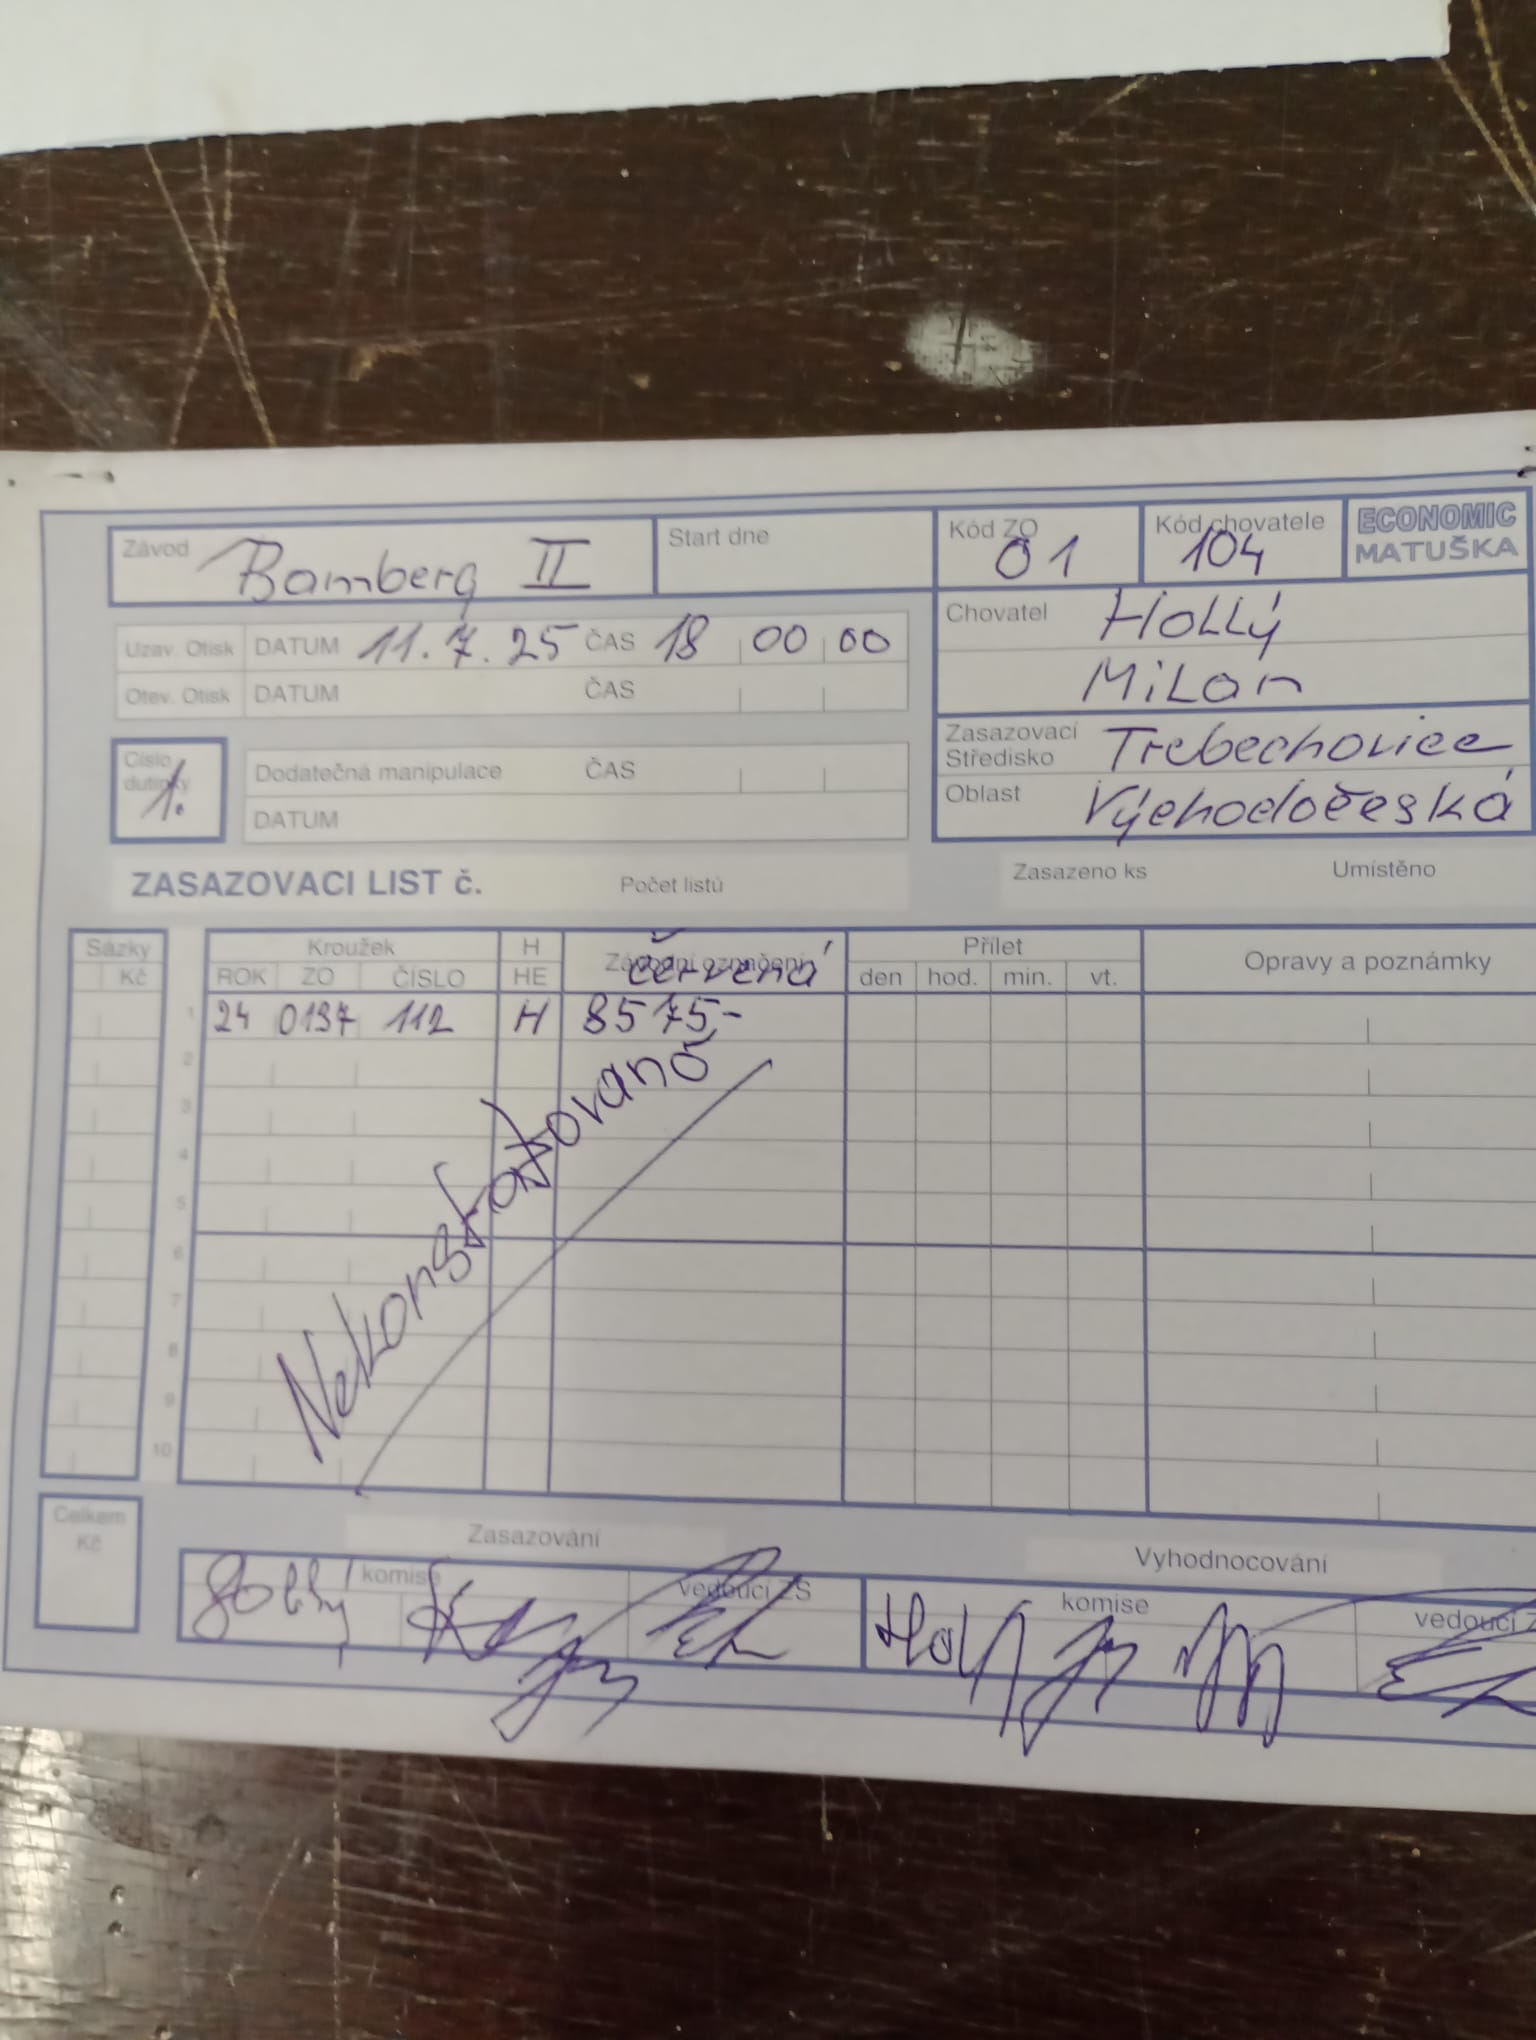 Závod Bamberg II Start dne Kód ZO 01 Kód chovatele 104 ECONOMIC MATUŠKA
Chovatel Hollý
Uzav. Otisk DATUM 11.7.25 ČAS 18 00 00
Milan
Otev. Otisk DATUM ČAS
Zasazovací Středisko Trebechovice
Číslo dutinky 1. Dodatečná manipulace ČAS
Oblast Východočeská
DATUM
ZASAZOVACI LIST č. Počet listů Zasazeno ks Umístěno
Sázky Kroužek H Závodní označení červená Přílet Opravy a poznámky
Kč ROK ZO ČÍSLO HE den hod. min. vt.
1 24 0197 112 H 8575-
2
3
4
5
6
7
8
9
10
Nekonstatováno
Celkem Kč
Zasazování Vyhodnocování
komise vedoucí ZS komise vedoucí Z